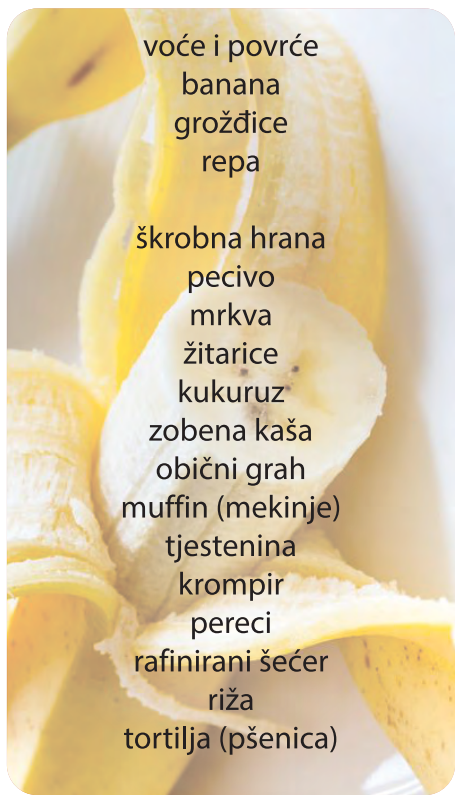 voće i povrće
banana
grožđice
repa
škrobna hrana
pecivo
mrkva
žitarice
kukuruz
zobena kaša
obični grah
muffin (mekinje)
tjestenina
krompir
pereci
rafinirani šećer
riža
tortilja (pšenica)